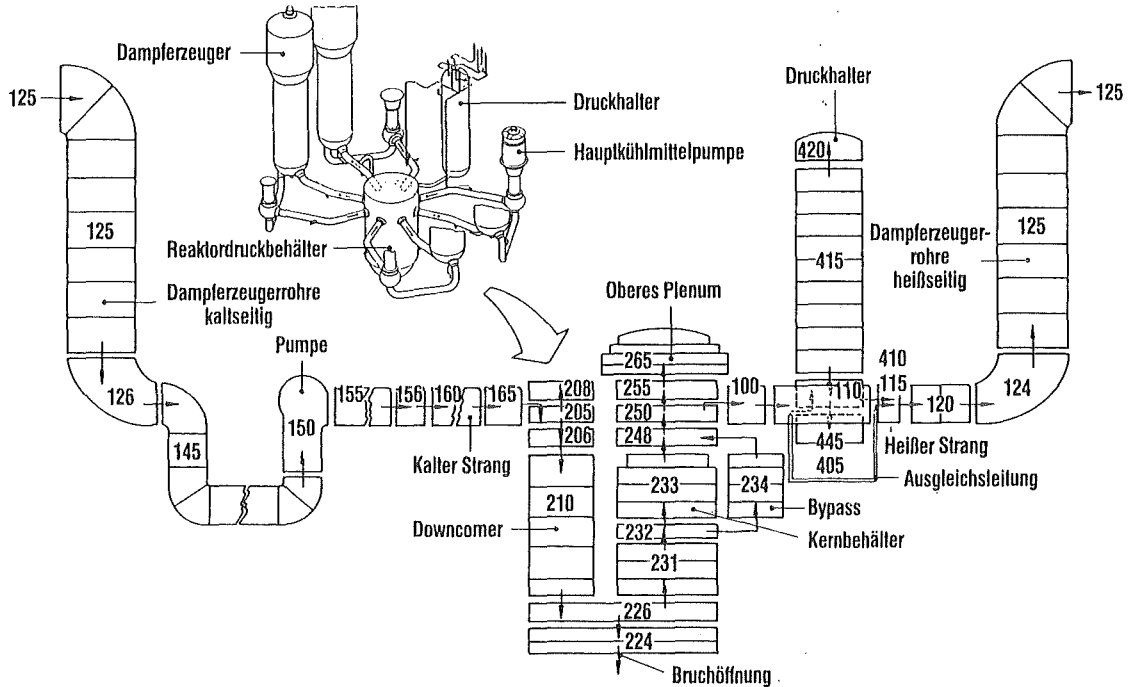 Dampferzeuger
Druckhalter
Hauptkühlmittelpumpe
Reaktordruckbehälter
125
125
Dampferzeugerrohre
kaltseitig
126
145
Pumpe
150
155
156
160
165
Kalter Strang
208
205
206
210
Downcomer
Oberes Plenum
265
255
250
248
233
232
231
226
224
Bruchöffnung
234
Bypass
Kernbehälter
100
Druckhalter
420
415
110
445
405
410
115
120
Heißer Strang
Ausgleichsleilung
124
125
Dampferzeuger-
rohre
heißseitig
125